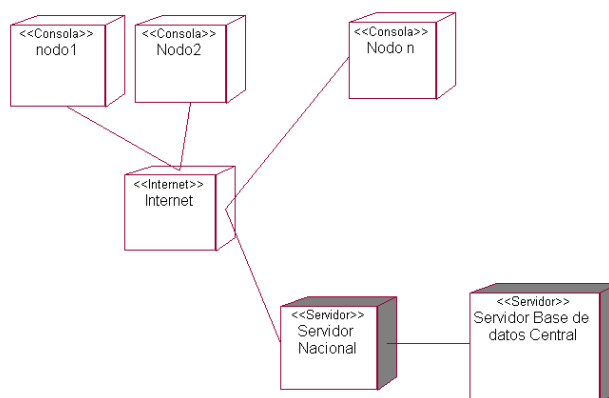 <<Consola>>
nodo1
<<Consola>>
Nodo2
<<Consola>>
Nodo n
<<Internet>>
Internet
<<Servidor>>
Servidor
Nacional
<<Servidor>>
Servidor Base de
datos Central